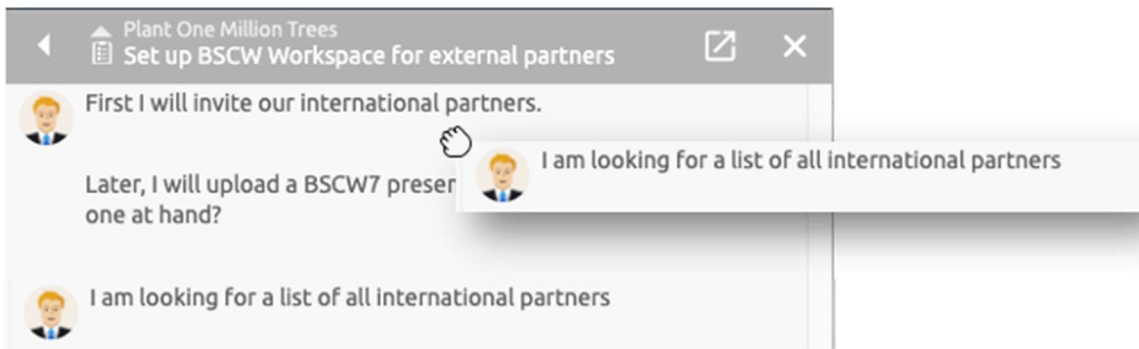 Plant One Million Trees
Set up BSCW Workspace for external partners
First I will invite our international partners.
I am looking for a list of all international partners
Later, I will upload a BSCW7
one at hand?
I am looking for a list of all international partners